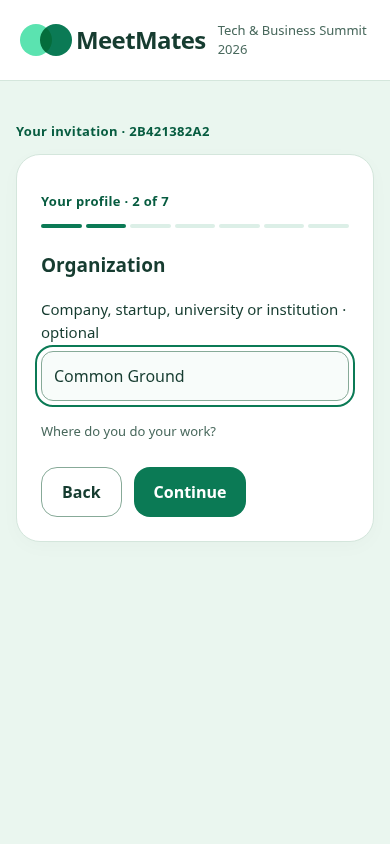 MeetMates
Tech & Business Summit
2026
Your invitation · 2B421382A2
Your profile · 2 of 7
Organization
Company, startup, university or institution ·
optional
Common Ground
Where do you do your work?
Back
Continue